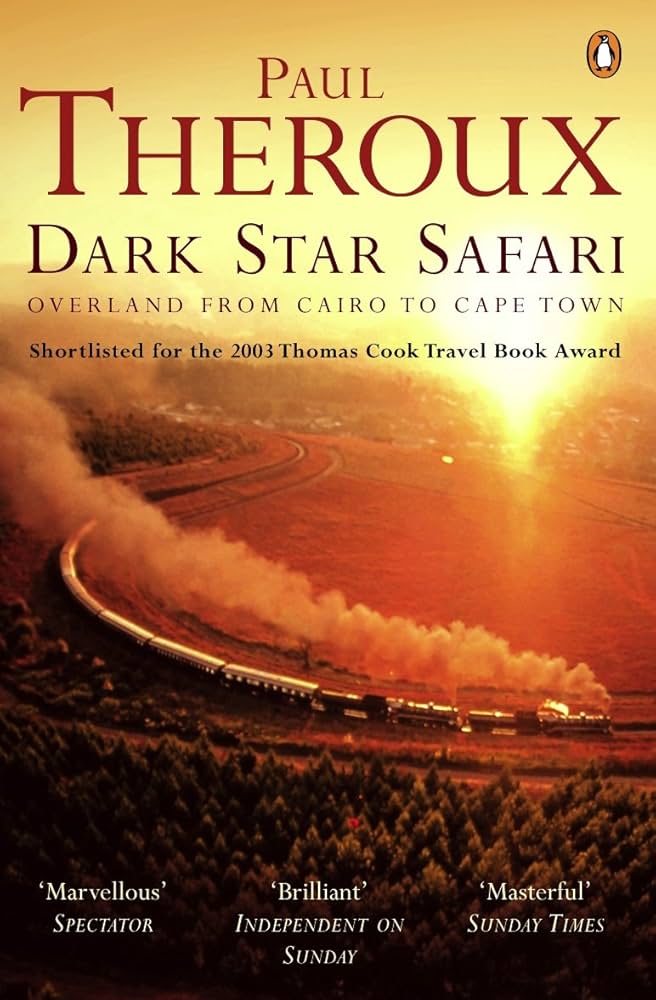 PAUL
THEROUX
DARK STAR SAFARI
OVERLAND FROM CAIRO TO CAPE TOWN
Shortlisted for the 2003 Thomas Cook Travel Book Award
‘Marvellous’
SPECTATOR
‘Brilliant’
INDEPENDENT ON
SUNDAY
‘Masterful’
SUNDAY TIMES